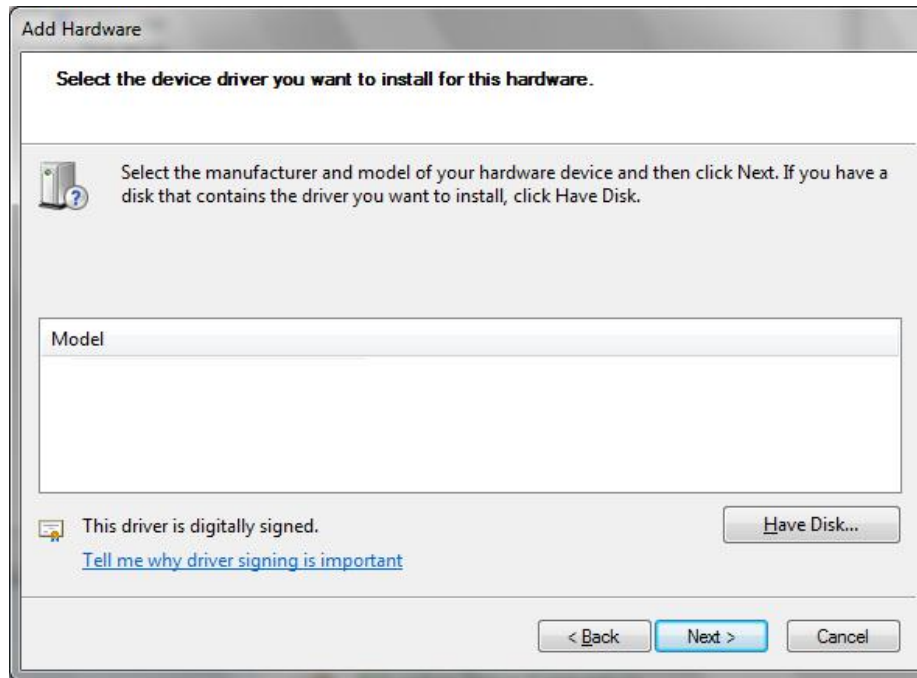 Add Hardware
Select the device driver you want to install for this hardware.
Select the manufacturer and model of your hardware device and then click Next. If you have a
disk that contains the driver you want to install, click Have Disk.
Model
This driver is digitally signed.
Have Disk...
Tell me why driver signing is important
< Back
Next >
Cancel